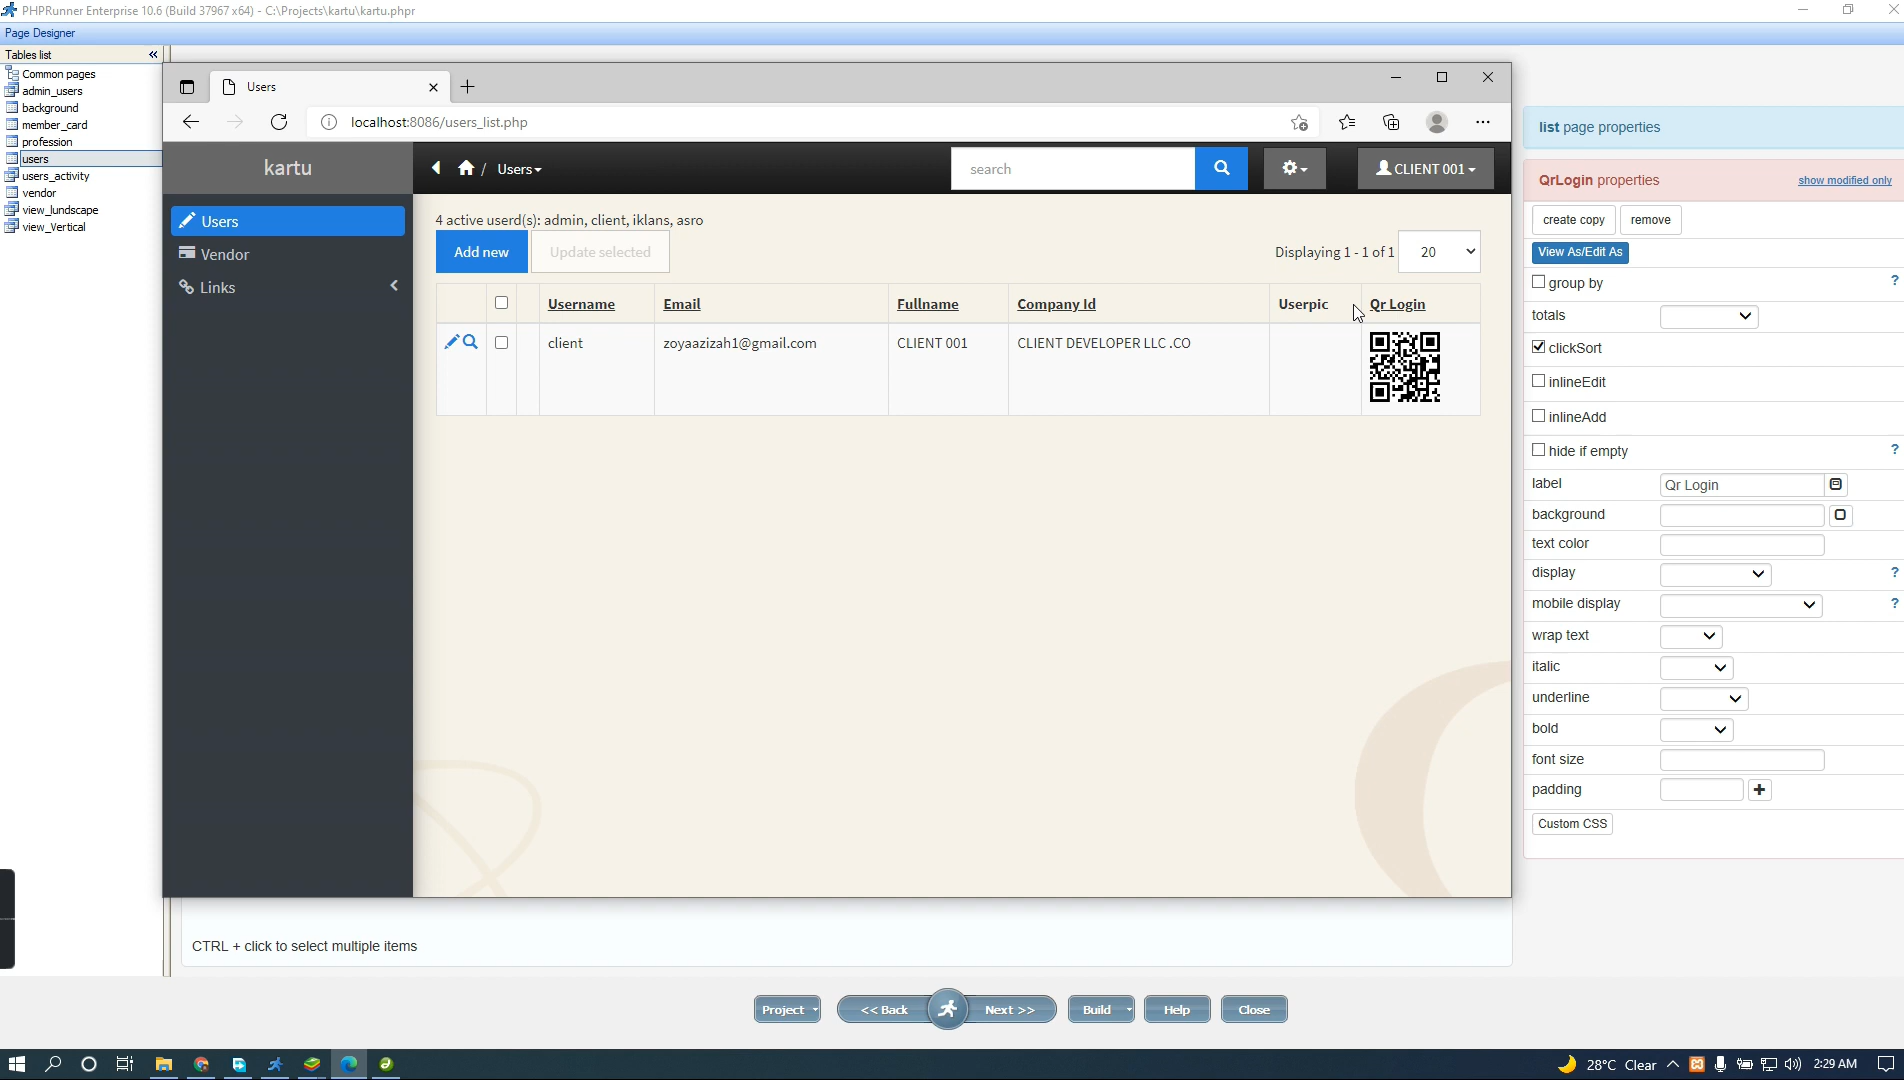 PHPRunner Enterprise 10.6 (Build 37967 x64) - C:\Projects\kartu\kartu.phpr
Page Designer
Tables list
Common pages
admin_users
background
member_card
profession
users
users_activity
vendor
view_lundscape
view_Vertical
Users
localhost:8086/users_list.php
kartu
/ Users
search
CLIENT 001
Users
Vendor
Links
4 active userd(s): admin, client, iklans, asro
Add new
Update selected
Displaying 1 - 1 of 1
20
Username Email Fullname Company Id Userpic Qr Login
client zoyaazizah1@gmail.com CLIENT 001 CLIENT DEVELOPER LLC .CO
list page properties
QrLogin properties
show modified only
create copy
remove
View As/Edit As
group by ?
totals
clickSort
inlineEdit
inlineAdd
hide if empty ?
label Qr Login
background
text color
display ?
mobile display ?
wrap text
italic
underline
bold
font size
padding
Custom CSS
CTRL + click to select multiple items
Project
<< Back
Next >>
Build
Help
Close
28°C Clear
2:29 AM